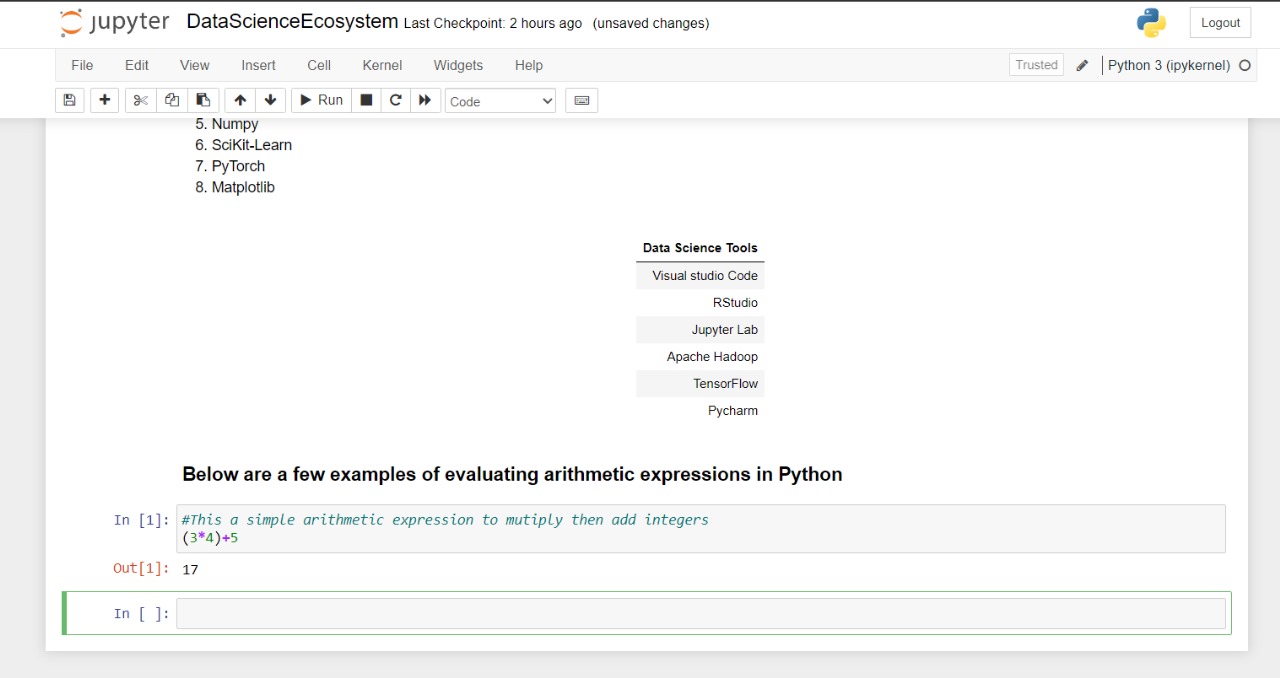 jupyter DataScienceEcosystem Last Checkpoint: 2 hours ago (unsaved changes) Logout
File Edit View Insert Cell Kernel Widgets Help Trusted Python 3 (ipykernel)
Run Code
5. Numpy
6. SciKit-Learn
7. PyTorch
8. Matplotlib
Data Science Tools
Visual studio Code
RStudio
Jupyter Lab
Apache Hadoop
TensorFlow
Pycharm
Below are a few examples of evaluating arithmetic expressions in Python
In [1]: #This a simple arithmetic expression to mutiply then add integers
(3*4)+5
Out[1]: 17
In [ ]: